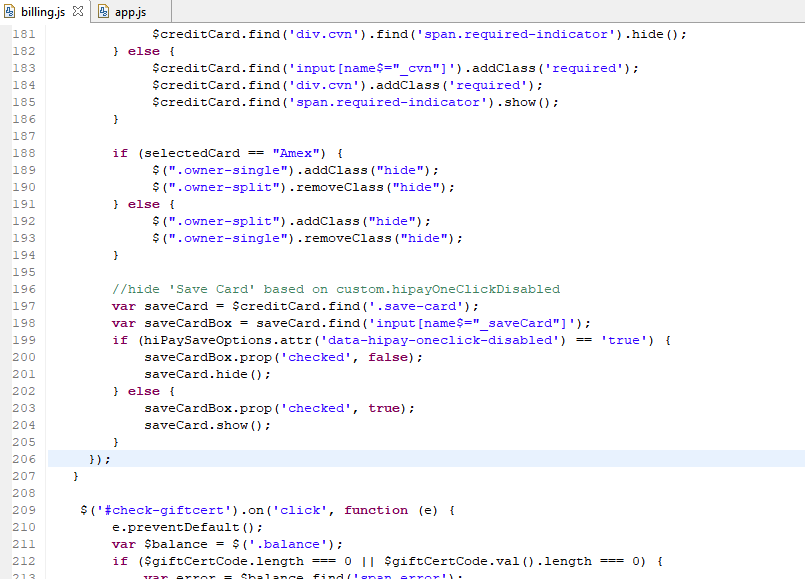 billing.js app.js
181 $creditCard.find('div.cvn').find('span.required-indicator').hide();
182 } else {
183 $creditCard.find('input[name$="_cvn"]').addClass('required');
184 $creditCard.find('div.cvn').addClass('required');
185 $creditCard.find('span.required-indicator').show();
186 }
187
188 if (selectedCard == "Amex") {
189 $(".owner-single").addClass("hide");
190 $(".owner-split").removeClass("hide");
191 } else {
192 $(".owner-split").addClass("hide");
193 $(".owner-single").removeClass("hide");
194 }
195
196 //hide 'Save Card' based on custom.hipayOneClickDisabled
197 var saveCard = $creditCard.find('.save-card');
198 var saveCardBox = saveCard.find('input[name$="_saveCard"]');
199 if (hiPaySaveOptions.attr('data-hipay-oneclick-disabled') == 'true') {
200 saveCardBox.prop('checked', false);
201 saveCard.hide();
202 } else {
203 saveCardBox.prop('checked', true);
204 saveCard.show();
205 }
206 });
207 }
208
209 $('#check-giftcert').on('click', function (e) {
210 e.preventDefault();
211 var $balance = $('.balance');
212 if ($giftCertCode.length === 0 || $giftCertCode.val().length === 0) {
213 var error = $balance.find('span.error');